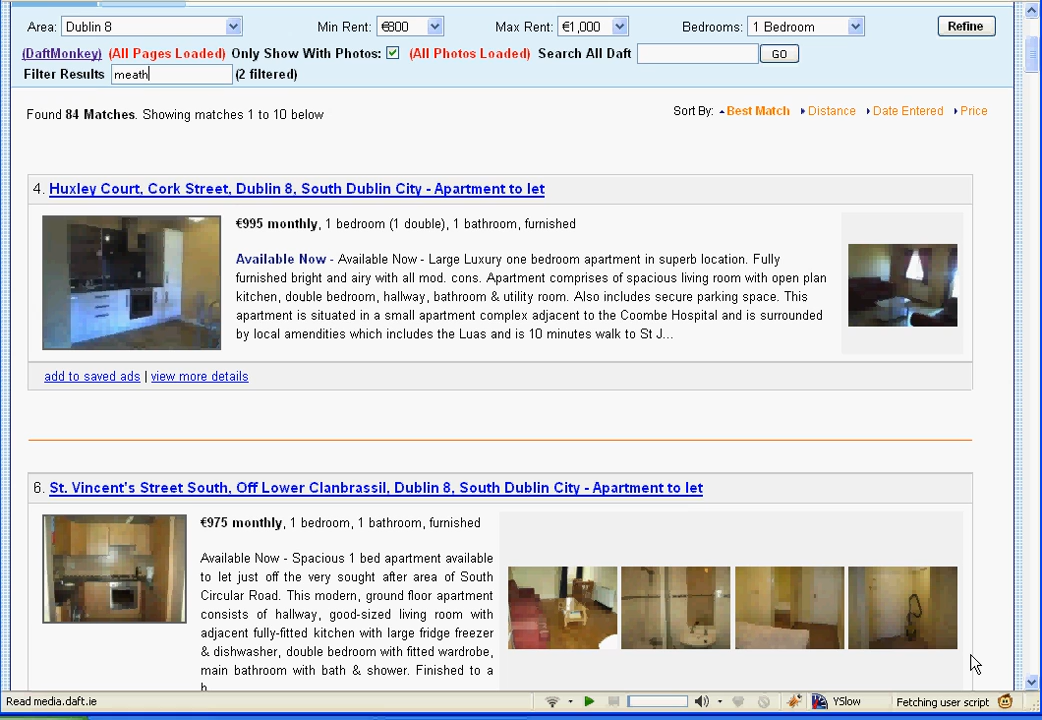 Area: Dublin 8 Min Rent: €800 Max Rent: €1,000 Bedrooms: 1 Bedroom Refine
(DaftMonkey) (All Pages Loaded) Only Show With Photos: (All Photos Loaded) Search All Daft GO
Filter Results meath (2 filtered)
Found 84 Matches. Showing matches 1 to 10 below
Sort By: Best Match Distance Date Entered Price
4. Huxley Court, Cork Street, Dublin 8, South Dublin City - Apartment to let
€995 monthly, 1 bedroom (1 double), 1 bathroom, furnished
Available Now - Available Now - Large Luxury one bedroom apartment in superb location. Fully
furnished bright and airy with all mod. cons. Apartment comprises of spacious living room with open plan
kitchen, double bedroom, hallway, bathroom & utility room. Also includes secure parking space. This
apartment is situated in a small apartment complex adjacent to the Coombe Hospital and is surrounded
by local amendities which includes the Luas and is 10 minutes walk to St J...
add to saved ads | view more details
6. St. Vincent's Street South, Off Lower Clanbrassil, Dublin 8, South Dublin City - Apartment to let
€975 monthly, 1 bedroom, 1 bathroom, furnished
Available Now - Spacious 1 bed apartment available
to let just off the very sought after area of South
Circular Road. This modern, ground floor apartment
consists of hallway, good-sized living room with
adjacent fully-fitted kitchen with large fridge freezer
& dishwasher, double bedroom with fitted wardrobe,
main bathroom with bath & shower. Finished to a
h
Read media.daft.ie YSlow Fetching user script